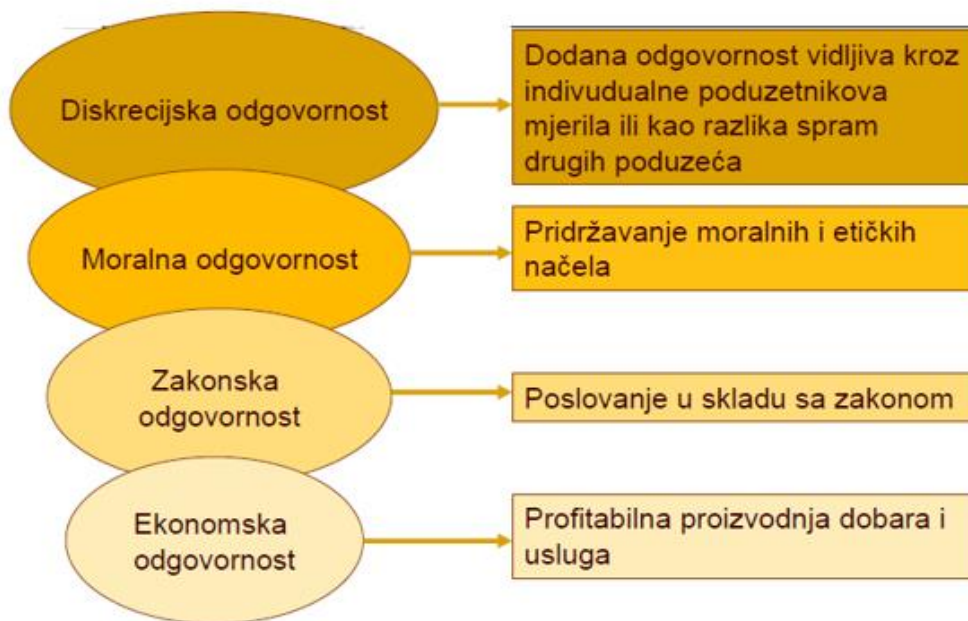 Diskrecijska odgovornost
Dodana odgovornost vidljiva kroz
indivudualne poduzetnikova
mjerila ili kao razlika spram
drugih poduzeća
Moralna odgovornost
Pridržavanje moralnih i etičkih
načela
Zakonska
odgovornost
Poslovanje u skladu sa zakonom
Ekonomska
odgovornost
Profitabilna proizvodnja dobara i
usluga